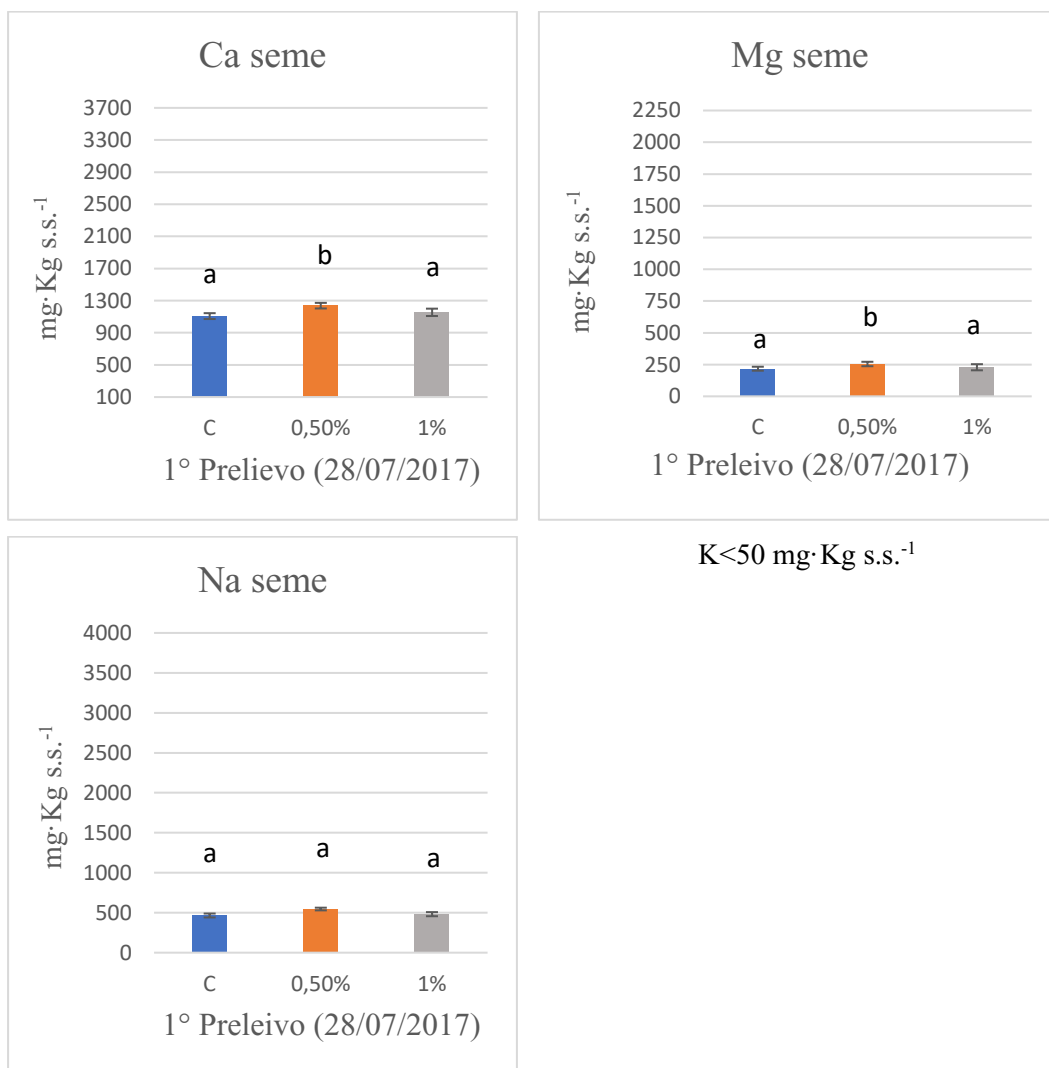 Ca seme
3700
3300
2900
2500
2100
1700
1300
900
500
100
mg·Kg s.s.⁻¹
a
b
a
C
0,50%
1%
1° Prelievo (28/07/2017)
Mg seme
2250
2000
1750
1500
1250
1000
750
500
250
0
mg·Kg s.s.⁻¹
a
b
a
C
0,50%
1%
1° Preleivo (28/07/2017)
K<50 mg·Kg s.s.⁻¹
Na seme
4000
3500
3000
2500
2000
1500
1000
500
0
mg·Kg s.s.⁻¹
a
a
a
C
0,50%
1%
1° Preleivo (28/07/2017)